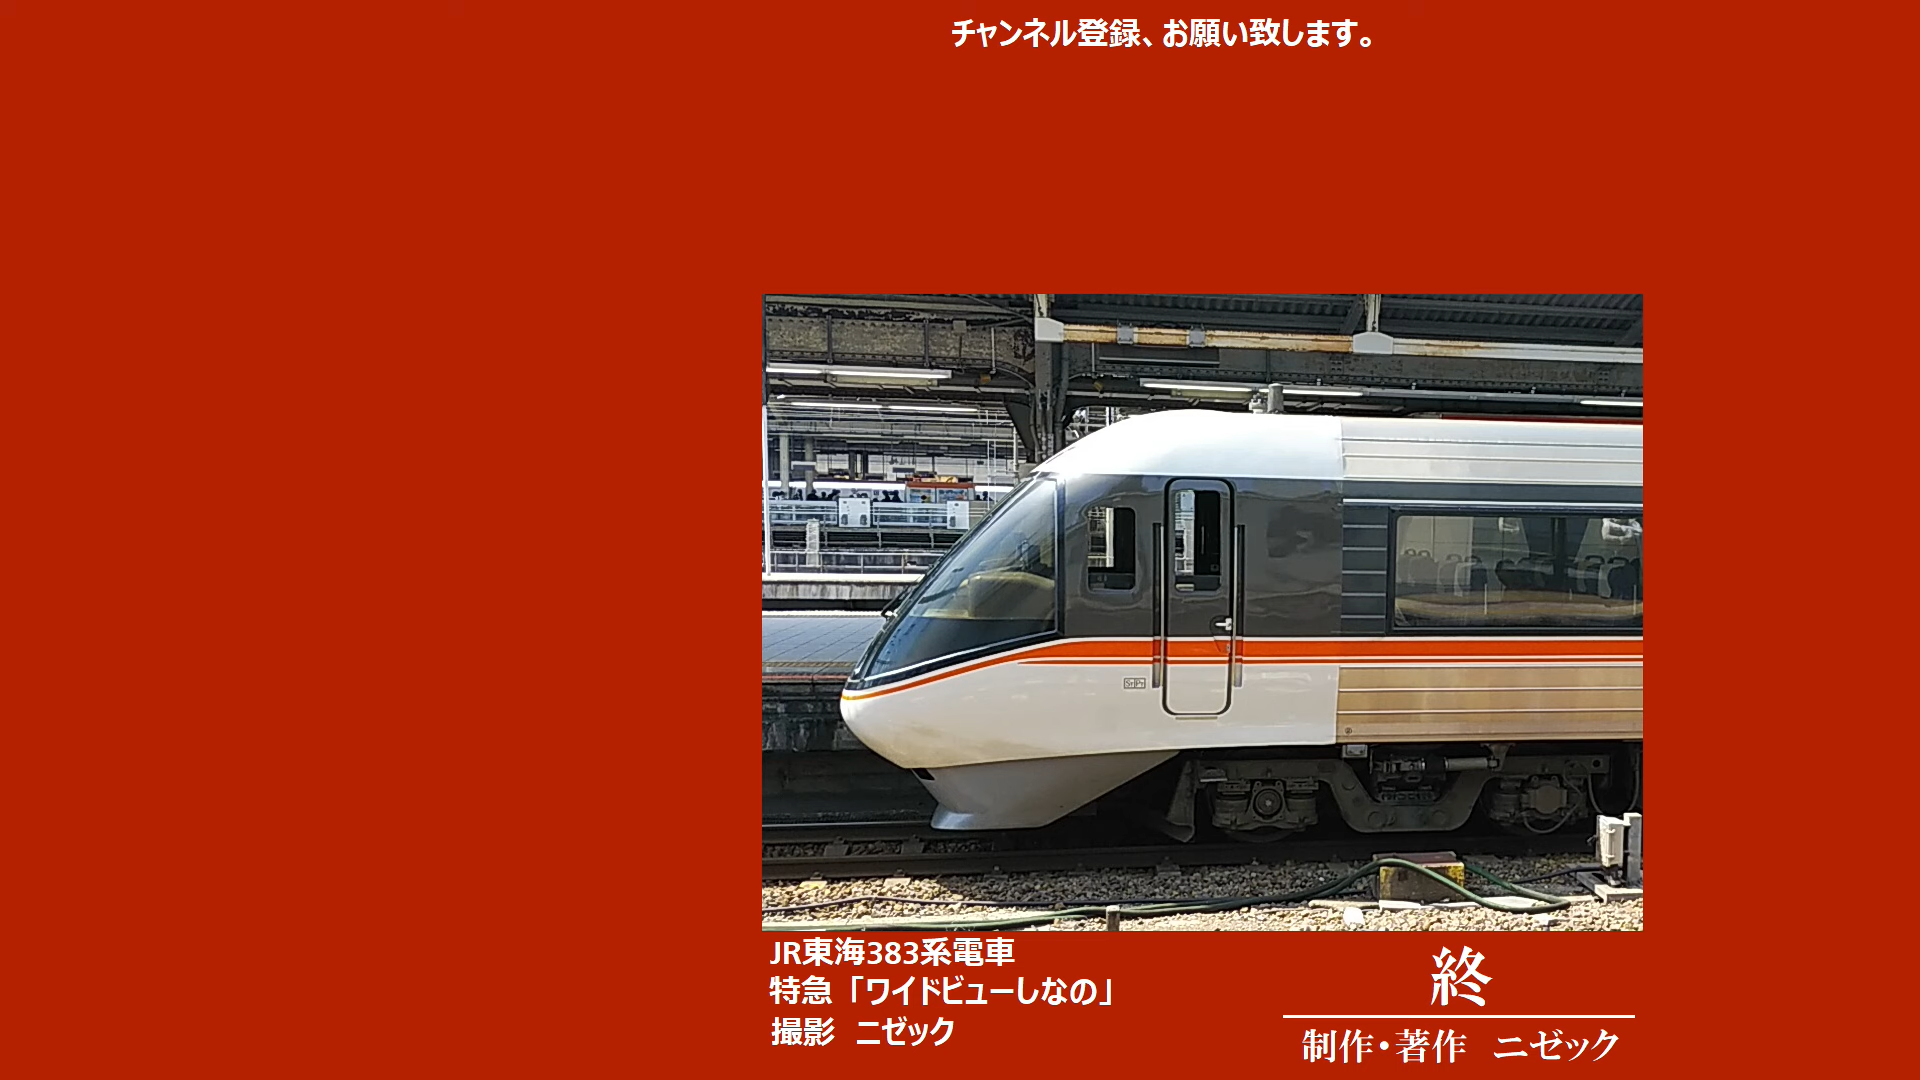 チャンネル登録、お願い致します。
JR東海383系電車
特急「ワイドビューしなの」
撮影　ニゼック
終
制作・著作　ニゼック